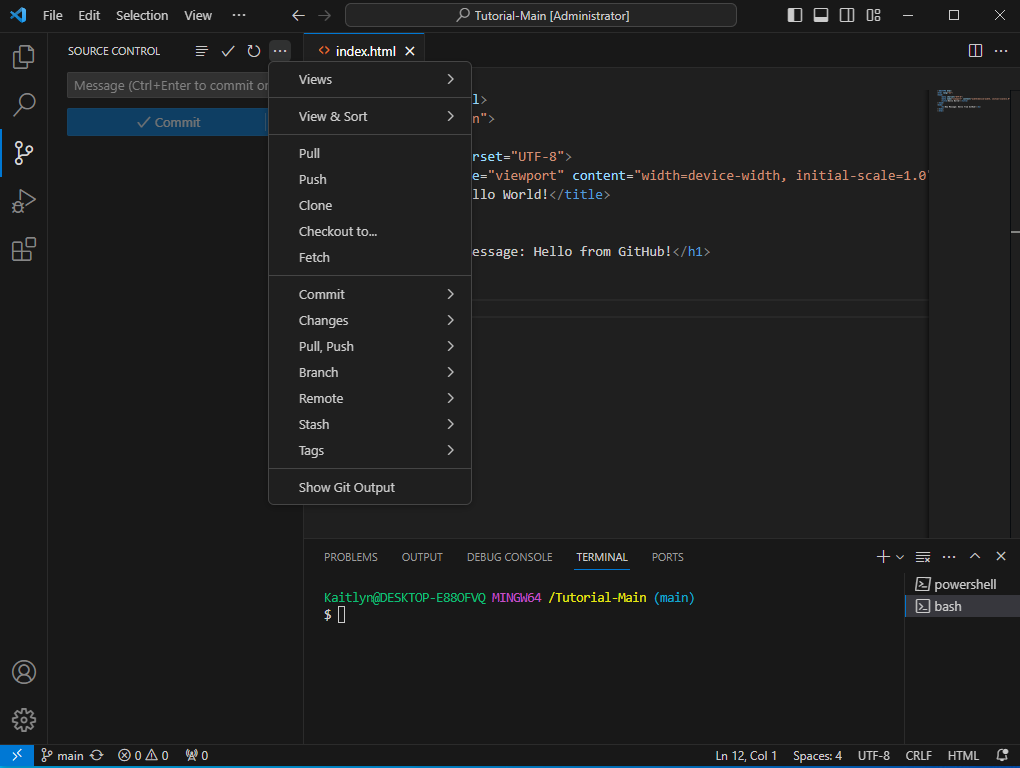 File Edit Selection View ···
Tutorial-Main [Administrator]
SOURCE CONTROL
index.html
Message (Ctrl+Enter to commit or
Commit
Views
View & Sort
Pull
Push
Clone
Checkout to...
Fetch
Commit
Changes
Pull, Push
Branch
Remote
Stash
Tags
Show Git Output
l>
n">
rset="UTF-8">
e="viewport" content="width=device-width, initial-scale=1.0"
llo World!</title>
essage: Hello from GitHub!</h1>
PROBLEMS OUTPUT DEBUG CONSOLE TERMINAL PORTS
Kaitlyn@DESKTOP-E88OFVQ MINGW64 /Tutorial-Main (main)
$
powershell
bash
main 0 0 0 Ln 12, Col 1 Spaces: 4 UTF-8 CRLF HTML